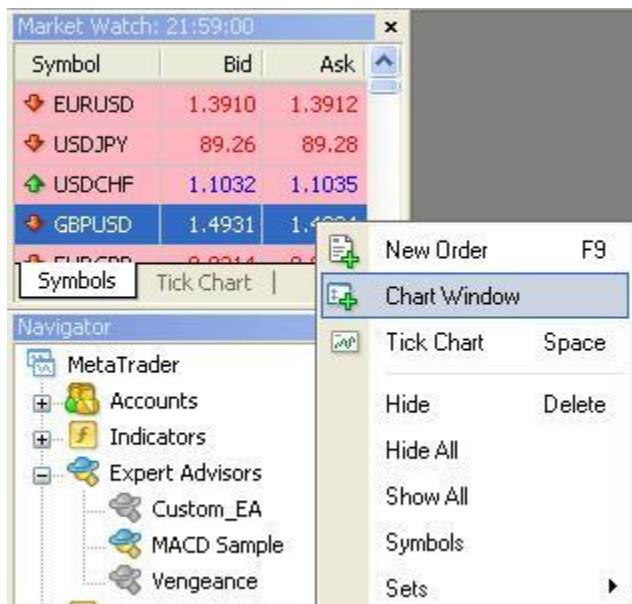 Market Watch: 21:59:00
Symbol Bid Ask
EURUSD 1.3910 1.3912
USDJPY 89.26 89.28
USDCHF 1.1032 1.1035
GBPUSD 1.4931
Symbols Tick Chart
New Order F9
Chart Window
Tick Chart Space
Hide Delete
Hide All
Show All
Symbols
Sets
Navigator
MetaTrader
Accounts
Indicators
Expert Advisors
Custom_EA
MACD Sample
Vengeance